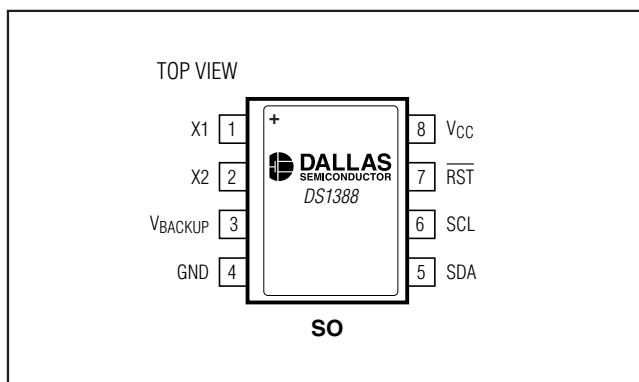 TOP VIEW
X1 1 + 8 VCC
X2 2 DALLAS SEMICONDUCTOR 7 R̅S̅T̅
DS1388
VBACKUP 3 6 SCL
GND 4 5 SDA
SO